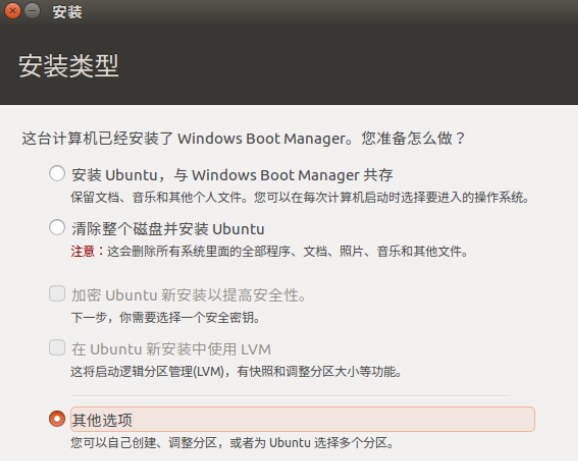 安装
安装类型
这台计算机已经安装了 Windows Boot Manager。您准备怎么做？
安装 Ubuntu，与 Windows Boot Manager 共存
保留文档、音乐和其他个人文件。您可以在每次计算机启动时选择要进入的操作系统。
清除整个磁盘并安装 Ubuntu
注意：这会删除所有系统里面的全部程序、文档、照片、音乐和其他文件。
加密 Ubuntu 新安装以提高安全性。
下一步，你需要选择一个安全密钥。
在 Ubuntu 新安装中使用 LVM
这将启动逻辑分区管理(LVM)，有快照和调整分区大小等功能。
其他选项
您可以自己创建、调整分区，或者为 Ubuntu 选择多个分区。